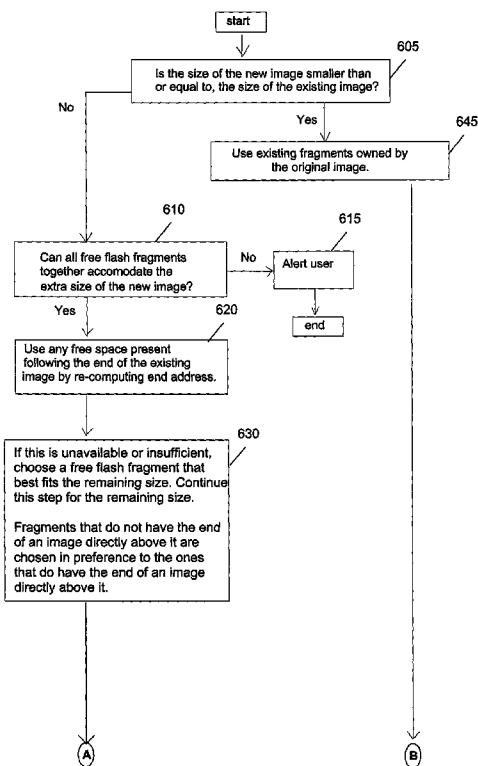 start
605
Is the size of the new image smaller than
or equal to, the size of the existing image?
No
Yes
645
Use existing fragments owned by
the original image.
610
Can all free flash fragments
together accomodate the
extra size of the new image?
No
615
Alert user
end
Yes
620
Use any free space present
following the end of the existing
image by re-computing end address.
630
If this is unavailable or insufficient,
choose a free flash fragment that
best fits the remaining size. Continue
this step for the remaining size.
Fragments that do not have the end
of an image directly above it are
chosen in preference to the ones
that do have the end of an image
directly above it.
A
B